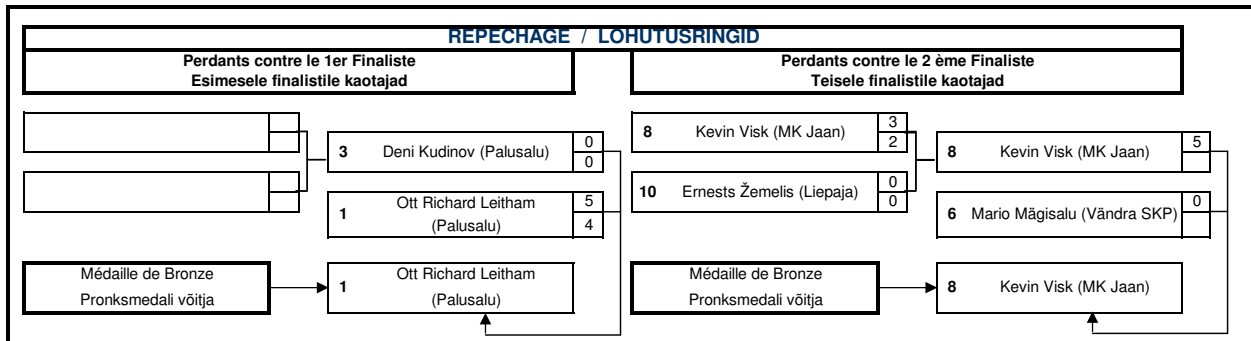 REPECHAGE / LOHUTUSRINGID
Perdants contre le 1er Finaliste
Esimesele finalistile kaotajad
Perdants contre le 2 ème Finaliste
Teisele finalistile kaotajad
3 Deni Kudinov (Palusalu) 0
0
1 Ott Richard Leitham 5
(Palusalu) 4
Médaille de Bronze
Pronksmedali võitja
1 Ott Richard Leitham
(Palusalu)
8 Kevin Visk (MK Jaan) 3
2
10 Ernests Žemelis (Liepaja) 0
0
8 Kevin Visk (MK Jaan) 5
6 Mario Mägisalu (Vändra SKP) 0
Médaille de Bronze
Pronksmedali võitja
8 Kevin Visk (MK Jaan)